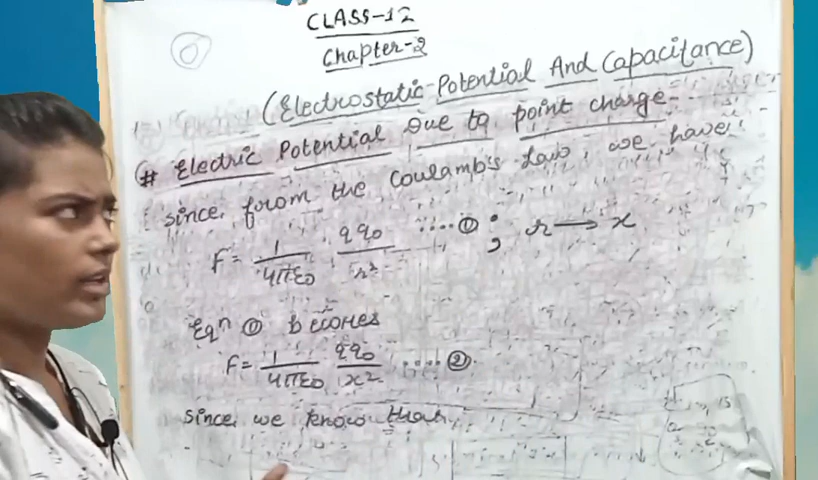 CLASS-12
Chapter-2
(Electrostatic Potential And Capacitance)
# Electric Potential Due to point charge-
since, from the Coulamb's Law, we have,
F = 1/4πε0 qq0/r² ....① ; r → x
Eqⁿ ① becomes
F = 1/4πε0 qq0/x² ....②
since, we know that,